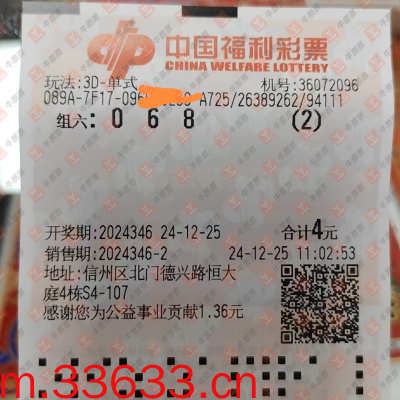 中国福利彩票
CHINA WELFARE LOTTERY
玩法:3D-单式 机号:36072096
089A-7F17-096 A725/26389262/94111
组六: 0 6 8 (2)
开奖期:2024346 24-12-25 合计4元
销售期:2024346-2 24-12-25 11:02:53
地址:信州区北门德兴路恒大
庭4栋S4-107
感谢您为公益事业贡献1.36元
m.33633.cn